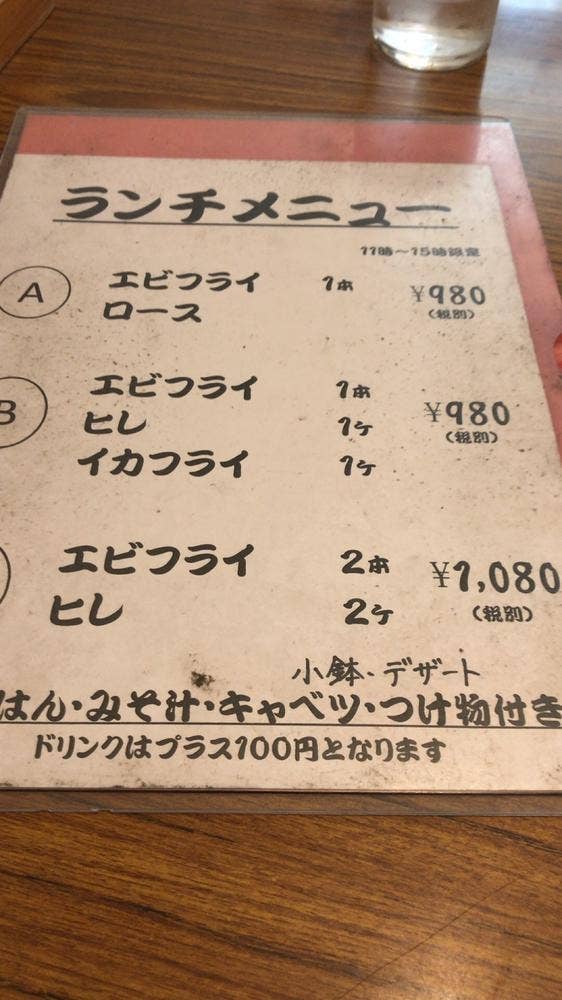 ランチメニュー
11時〜15時限定
A エビフライ 1本 ¥980
ロース (税別)
B エビフライ 1本 ¥980
ヒレ 1ケ (税別)
イカフライ 1ケ
エビフライ 2本 ¥1,080
ヒレ 2ケ (税別)
小鉢・デザート
はん・みそ汁・キャベツ・つけ物付き
ドリンクはプラス100円となります